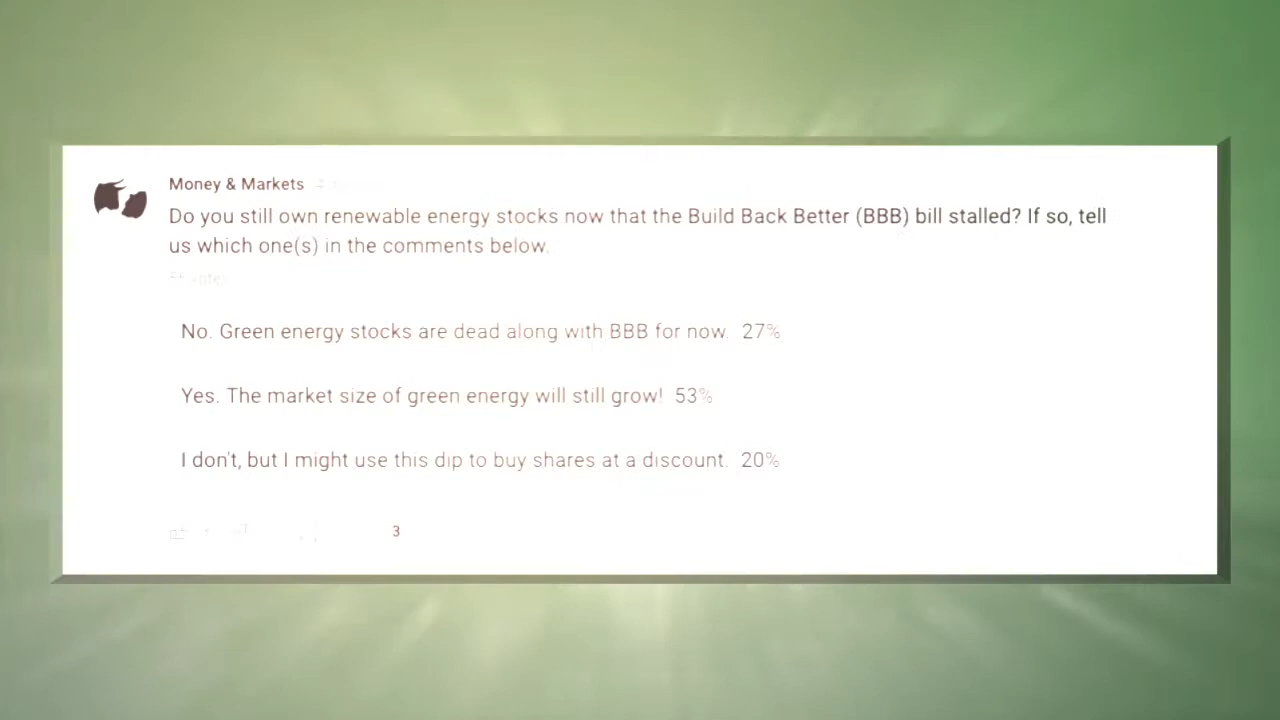 Money & Markets
Do you still own renewable energy stocks now that the Build Back Better (BBB) bill stalled? If so, tell
us which one(s) in the comments below.
No. Green energy stocks are dead along with BBB for now. 27%
Yes. The market size of green energy will still grow! 53%
I don't, but I might use this dip to buy shares at a discount. 20%
3